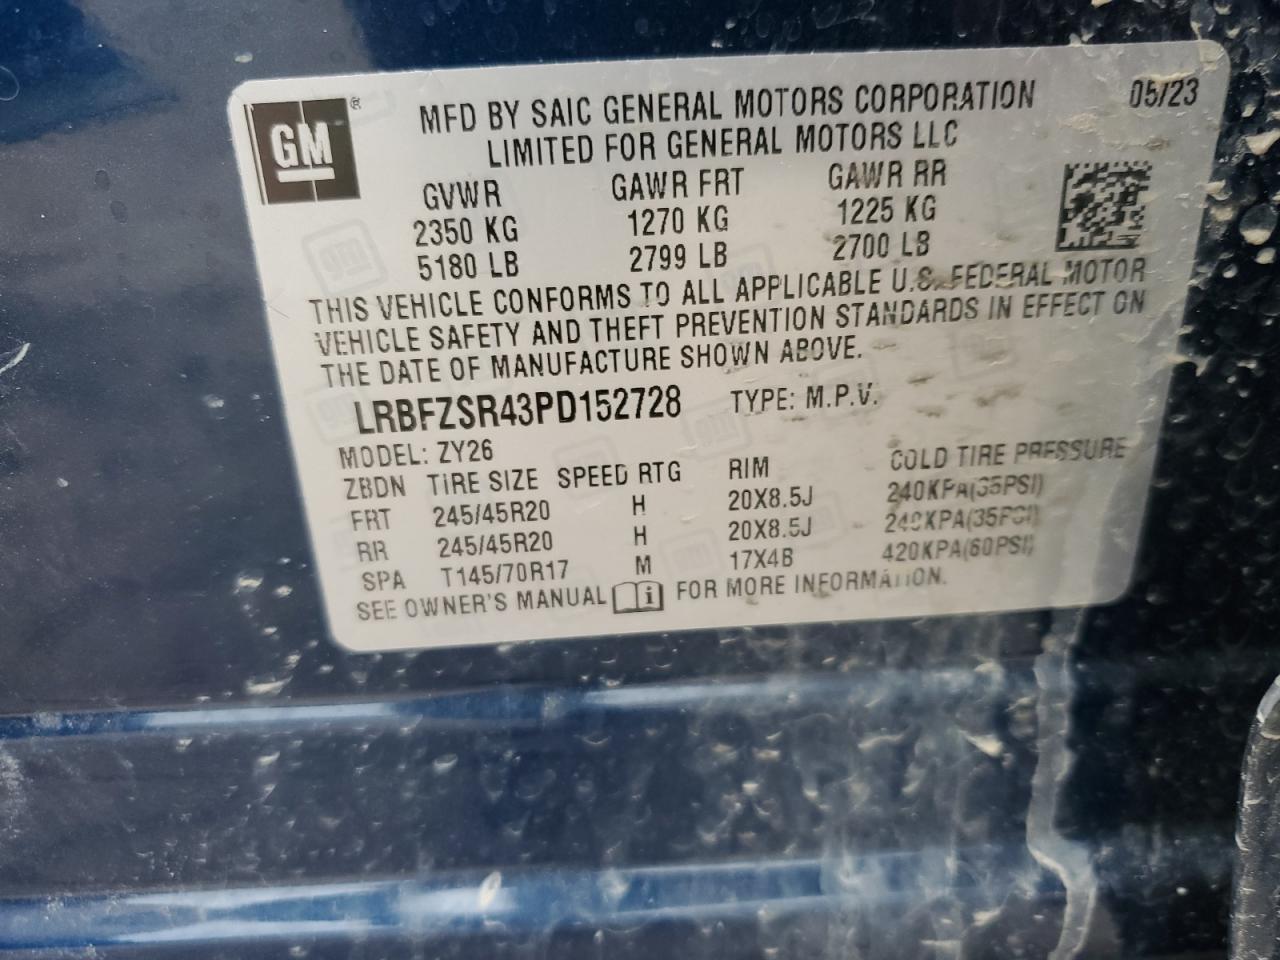 GM ® MFD BY SAIC GENERAL MOTORS CORPORATION 05/23
LIMITED FOR GENERAL MOTORS LLC
GVWR GAWR FRT GAWR RR
2350 KG 1270 KG 1225 KG
5180 LB 2799 LB 2700 LB
THIS VEHICLE CONFORMS TO ALL APPLICABLE U.S. FEDERAL MOTOR
VEHICLE SAFETY AND THEFT PREVENTION STANDARDS IN EFFECT ON
THE DATE OF MANUFACTURE SHOWN ABOVE.
LRBFZSR43PD152728 TYPE: M.P.V.
MODEL: ZY26
ZBDN TIRE SIZE SPEED RTG RIM COLD TIRE PRESSURE
FRT 245/45R20 H 20X8.5J 240KPA(35PSI)
RR 245/45R20 H 20X8.5J 240KPA(35PSI)
SPA T145/70R17 M 17X4B 420KPA(60PSI)
SEE OWNER'S MANUAL i FOR MORE INFORMATION.